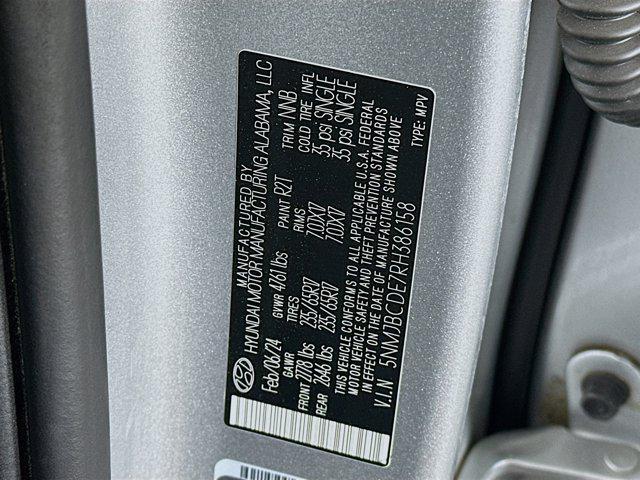 MANUFACTURED BY
HYUNDAI MOTOR MANUFACTURING ALABAMA, LLC
Feb/06/24 GVWR 4761 lbs PAINT R2T TRIM NNB
GAWR TIRES RIMS COLD TIRE INFL
FRONT 2778 lbs 235/65R17 7.0JX17 35 psi SINGLE
REAR 2646 lbs 235/65R17 7.0JX17 35 psi SINGLE
THIS VEHICLE CONFORMS TO ALL APPLICABLE U.S.A. FEDERAL
MOTOR VEHICLE SAFETY AND THEFT PREVENTION STANDARDS
IN EFFECT ON THE DATE OF MANUFACTURE SHOWN ABOVE
V.I.N 5NMJBCDE7RH386158 TYPE: MPV